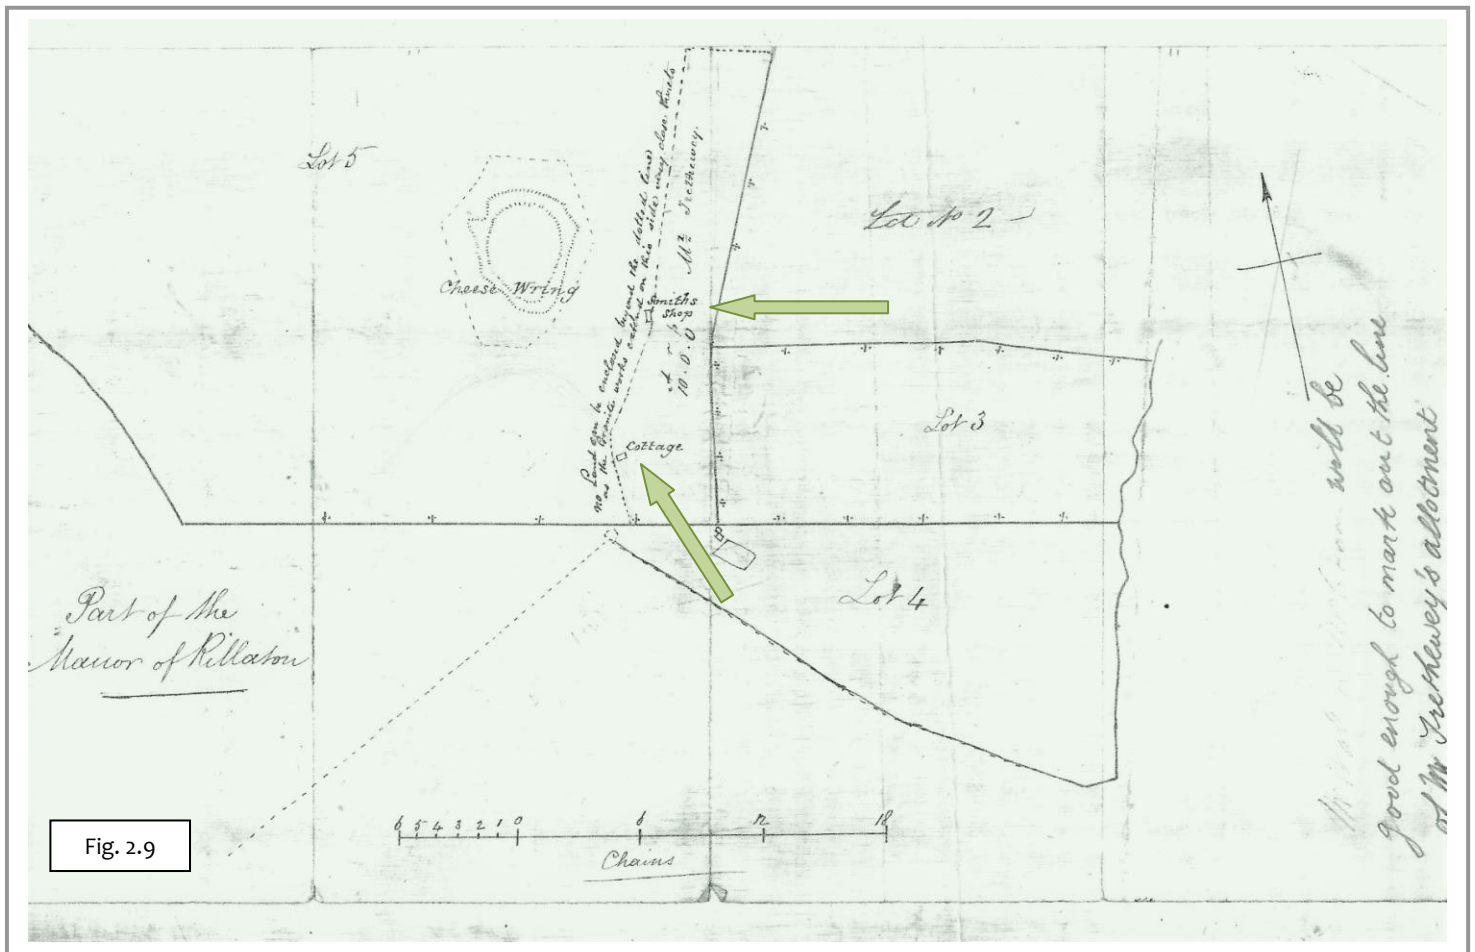 Lot 5
Cheese Wring
no Land can be enclosed beyond the dotted line
as the Granite works extend on this side very close thereto
Mr Trethewey
Smiths
Shop
A r p
10.0.0
Cottage
Lot No 2
Lot 3
Lot 4
Part of the
Manor of Rillaton
6 5 4 3 2 1 0 6 12 18
Chains
will be
good enough to mark out the line
of Mr Trethewey's allotment
Fig. 2.9